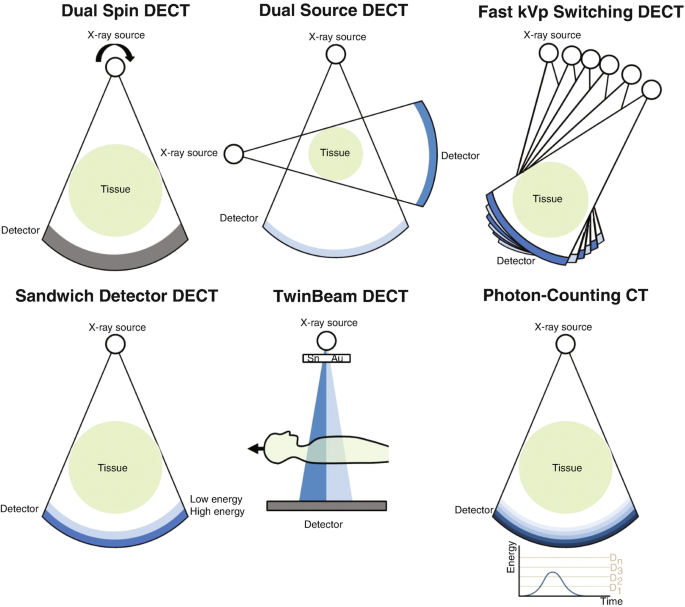 Dual Spin DECT
X-ray source
Tissue
Detector
Dual Source DECT
X-ray source
X-ray source
Tissue
Detector
Detector
Fast kVp Switching DECT
X-ray source
Tissue
Detector
Sandwich Detector DECT
X-ray source
Tissue
Detector
Low energy
High energy
TwinBeam DECT
X-ray source
Sn Au
Detector
Photon-Counting CT
X-ray source
Tissue
Detector
Energy
Dn
D3
D2
D1
Time